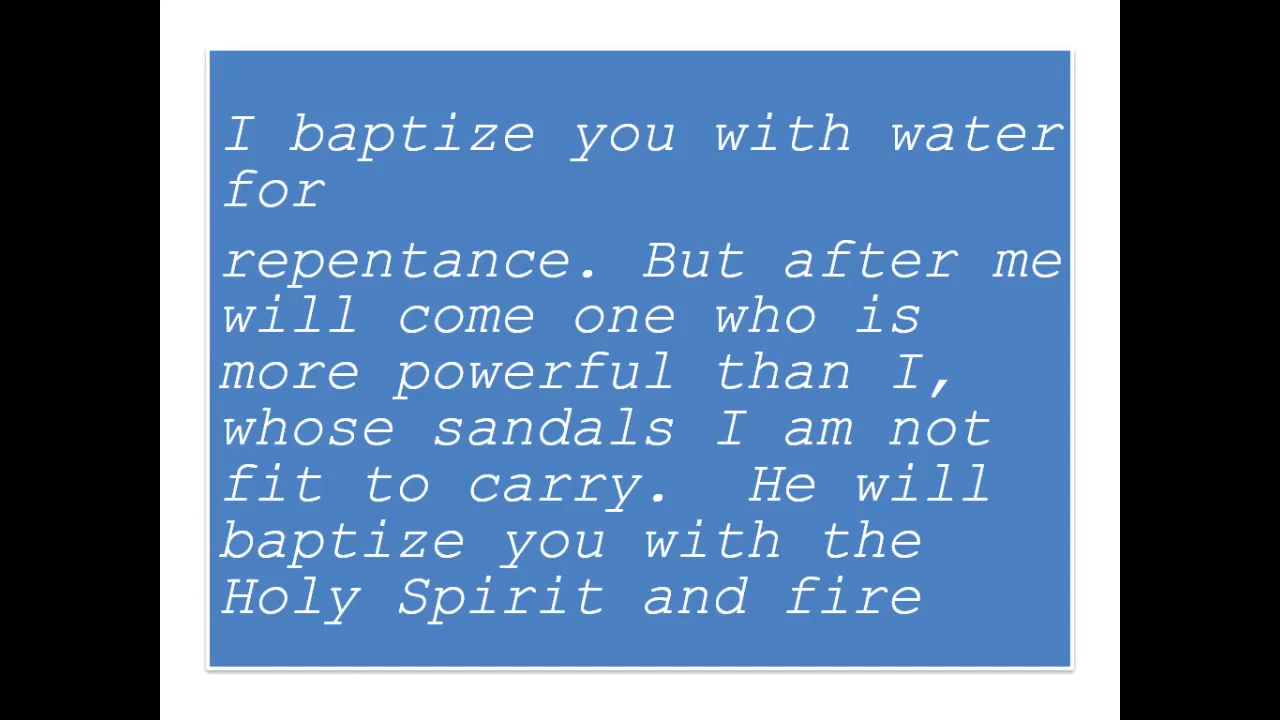 I baptize you with water
for
repentance. But after me
will come one who is
more powerful than I,
whose sandals I am not
fit to carry.  He will
baptize you with the
Holy Spirit and fire